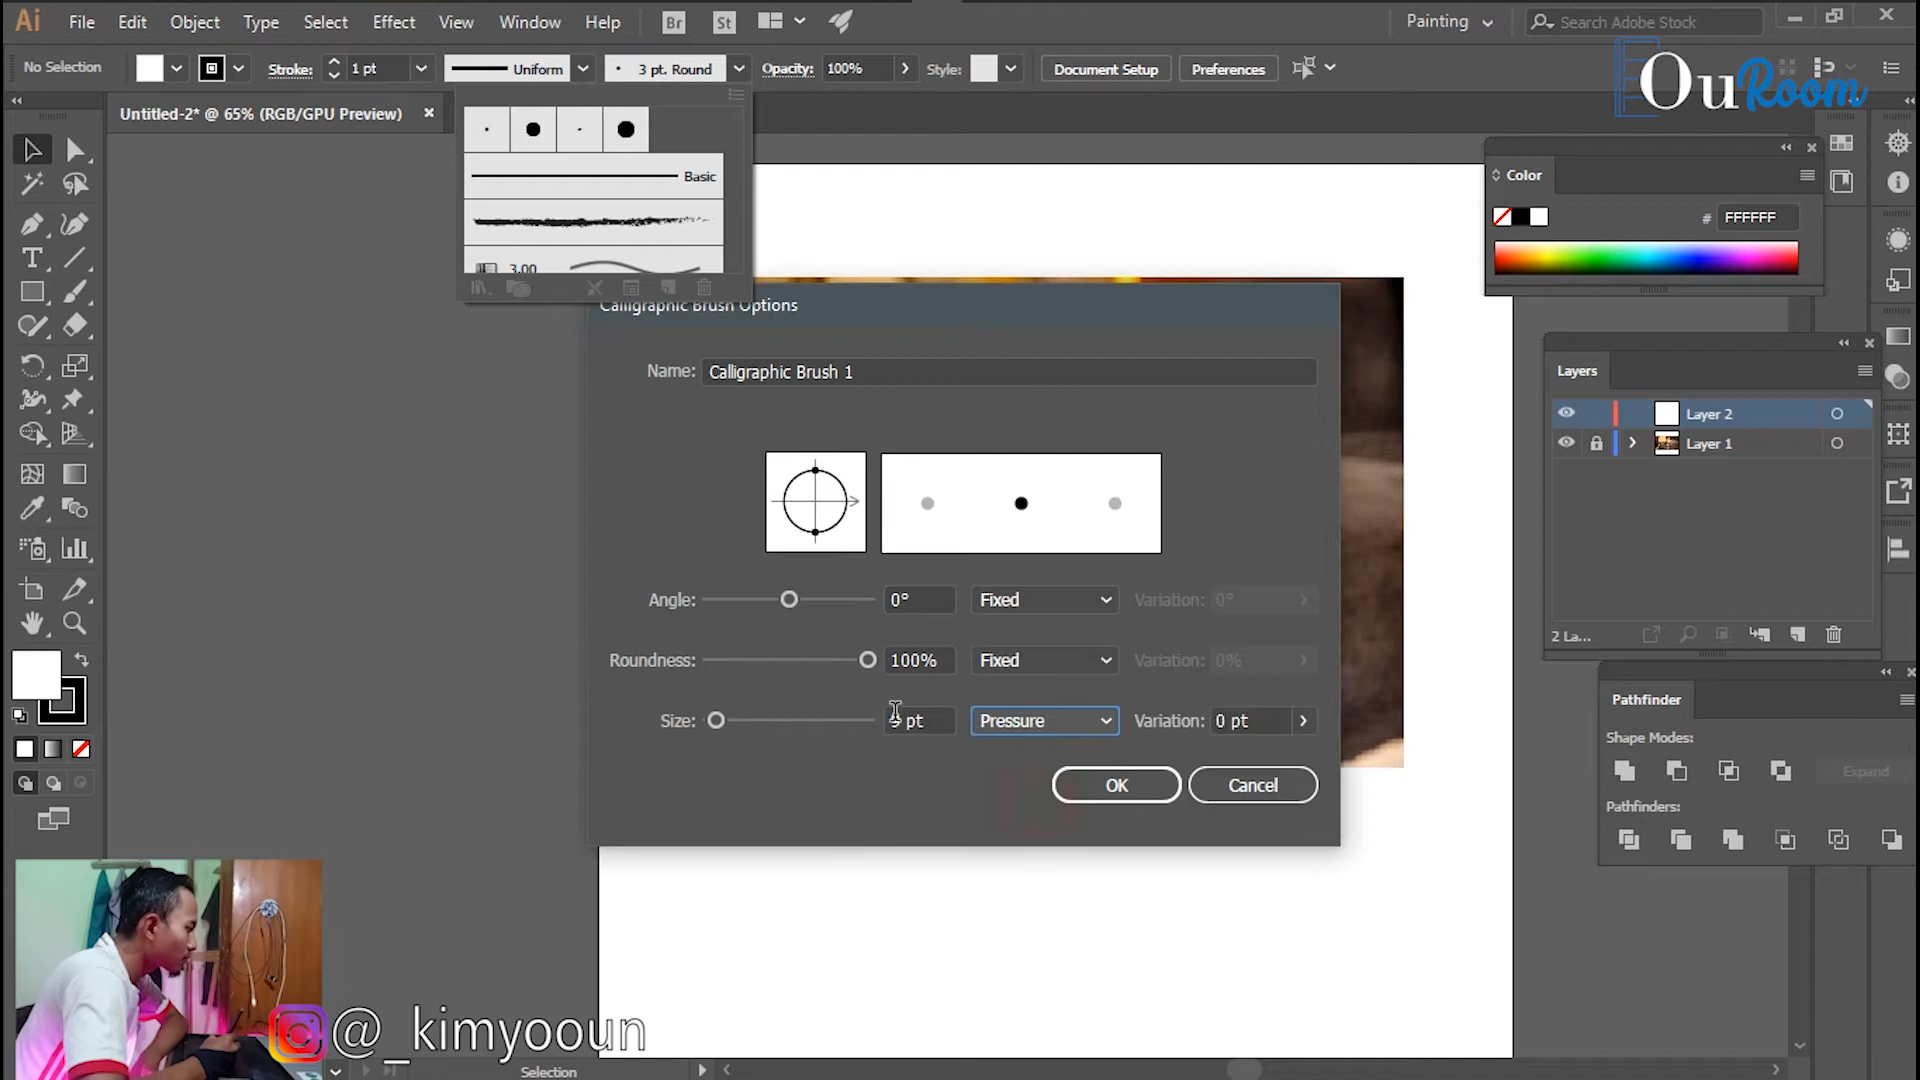 Ai File Edit Object Type Select Effect View Window Help Br St Painting Search Adobe Stock
No Selection Stroke: 1 pt Uniform 3 pt. Round Opacity: 100% Style: Document Setup Preferences
OuRoom
Untitled-2* @ 65% (RGB/GPU Preview)
Basic
3.00
Color
# FFFFFF
Calligraphic Brush Options
Name: Calligraphic Brush 1
Angle: 0° Fixed Variation: 0°
Roundness: 100% Fixed Variation: 0%
Size: pt Pressure Variation: 0 pt
OK Cancel
Layers
Layer 2
Layer 1
2 La...
Pathfinder
Shape Modes:
Expand
Pathfinders:
@_kimyooun
Selection